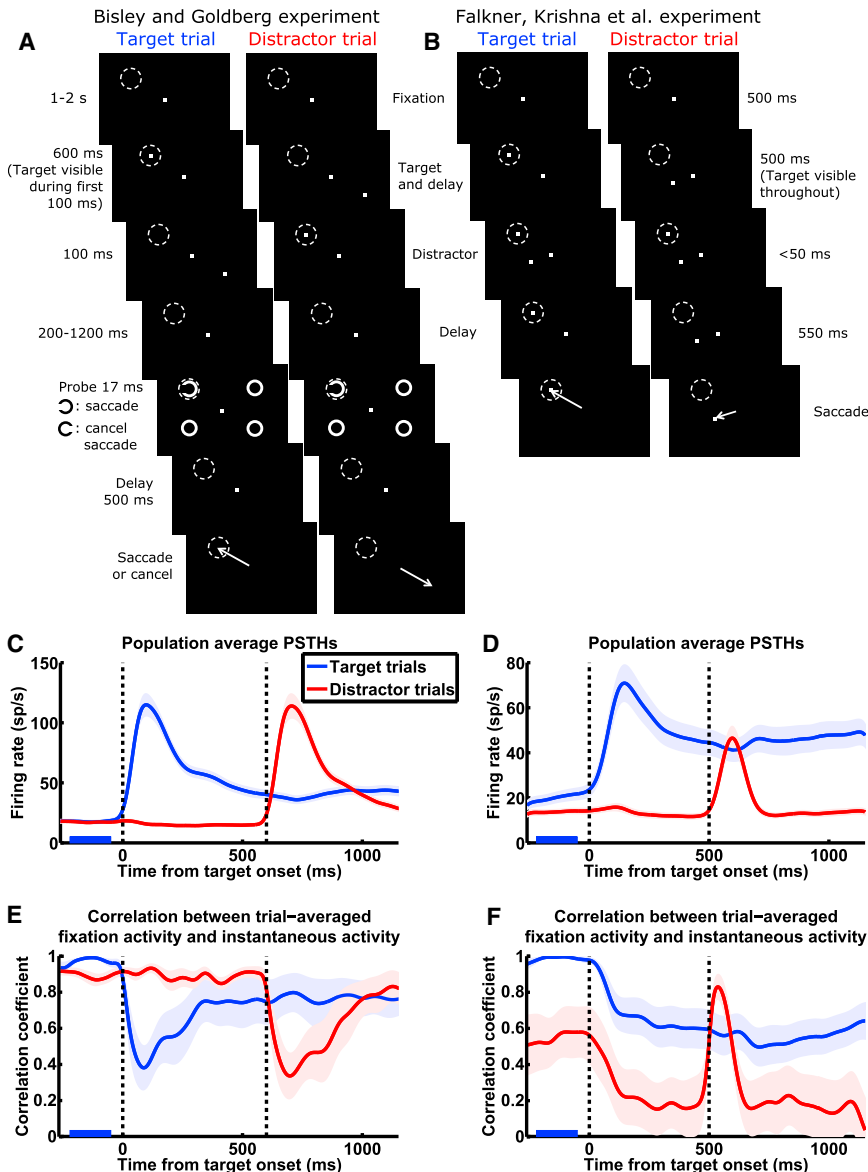 Bisley and Goldberg experiment
Falkner, Krishna et al. experiment
A
Target trial
Distractor trial
B
Target trial
Distractor trial
1-2 s
Fixation
500 ms
600 ms
(Target visible
during first
100 ms)
Target
and delay
500 ms
(Target visible
throughout)
100 ms
Distractor
<50 ms
200-1200 ms
Delay
550 ms
Probe 17 ms
: saccade
: cancel
saccade
Saccade
Delay
500 ms
Saccade
or cancel
C
Population average PSTHs
Target trials
Distractor trials
Firing rate (sp/s)
150
100
50
0
0
500
1000
Time from target onset (ms)
D
Population average PSTHs
Firing rate (sp/s)
80
60
40
20
0
0
500
1000
Time from target onset (ms)
E
Correlation between trial−averaged
fixation activity and instantaneous activity
Correlation coefficient
1
0.8
0.6
0.4
0.2
0
0
500
1000
Time from target onset (ms)
F
Correlation between trial−averaged
fixation activity and instantaneous activity
Correlation coefficient
1
0.8
0.6
0.4
0.2
0
0
500
1000
Time from target onset (ms)